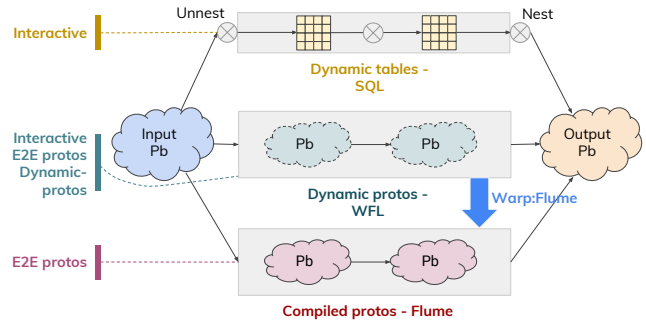 Unnest
Nest
Interactive
Dynamic tables -
SQL
Interactive
E2E protos
Dynamic-
protos
Input
Pb
Pb
Pb
Output
Pb
Dynamic protos -
WFL
Warp:Flume
E2E protos
Pb
Pb
Compiled protos - Flume